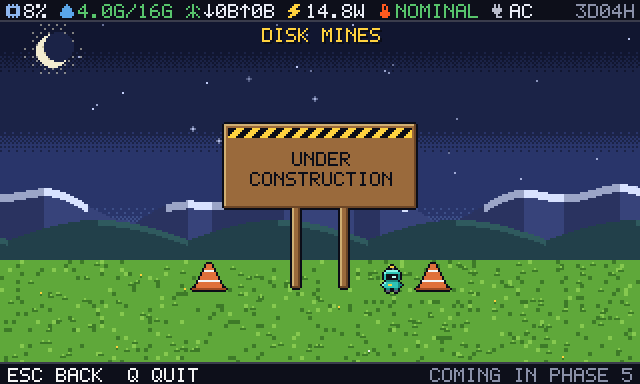 8% 4.0G/16G ↓0B↑0B 14.8W NOMINAL AC 3D04H
DISK MINES
UNDER
CONSTRUCTION
ESC BACK Q QUIT COMING IN PHASE 5